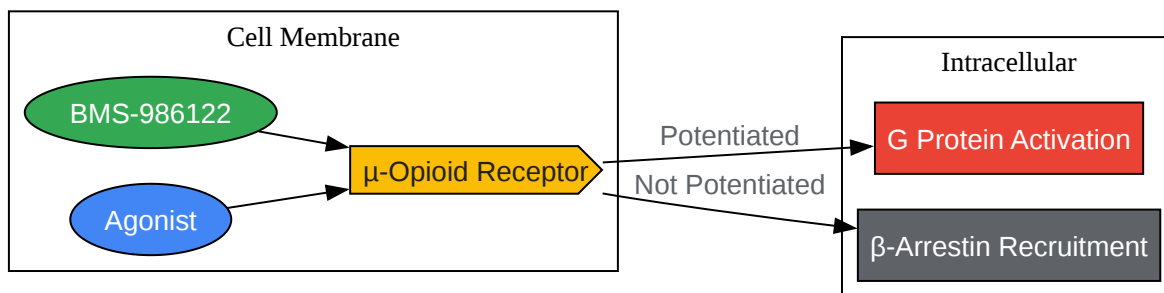 Cell Membrane
Intracellular
BMS-986122
Agonist
µ-Opioid Receptor
Potentiated
Not Potentiated
G Protein Activation
β-Arrestin Recruitment